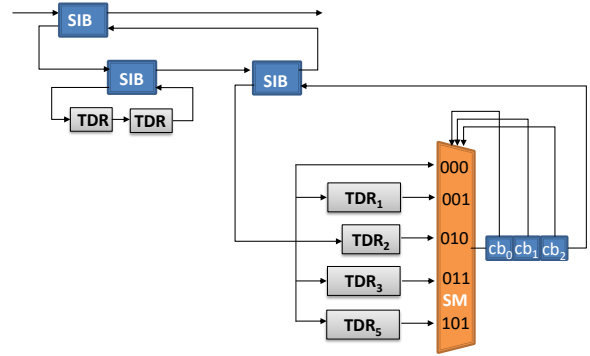 SIB
SIB
SIB
TDR TDR
000
TDR₁ 001
TDR₂ 010
cb₀ cb₁ cb₂
TDR₃ 011
SM
TDR₅ 101